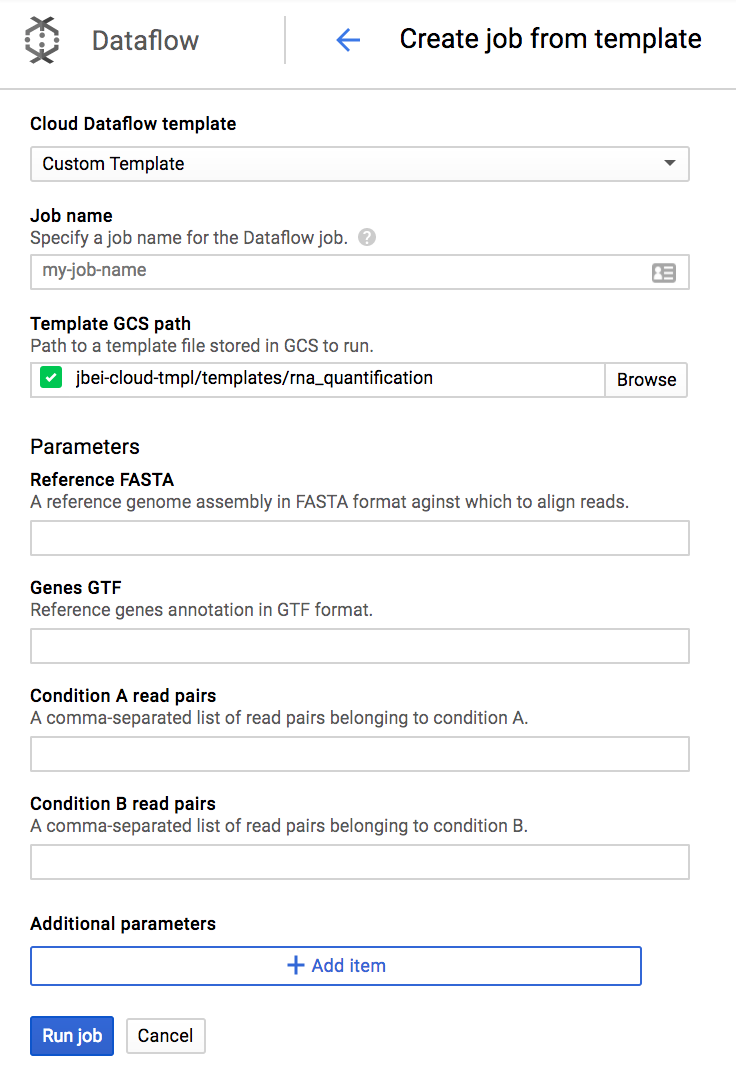 Dataflow
Create job from template
Cloud Dataflow template
Custom Template
Job name
Specify a job name for the Dataflow job. ?
my-job-name
Template GCS path
Path to a template file stored in GCS to run.
jbei-cloud-tmpl/templates/rna_quantification
Browse
Parameters
Reference FASTA
A reference genome assembly in FASTA format aginst which to align reads.
Genes GTF
Reference genes annotation in GTF format.
Condition A read pairs
A comma-separated list of read pairs belonging to condition A.
Condition B read pairs
A comma-separated list of read pairs belonging to condition B.
Additional parameters
+ Add item
Run job
Cancel